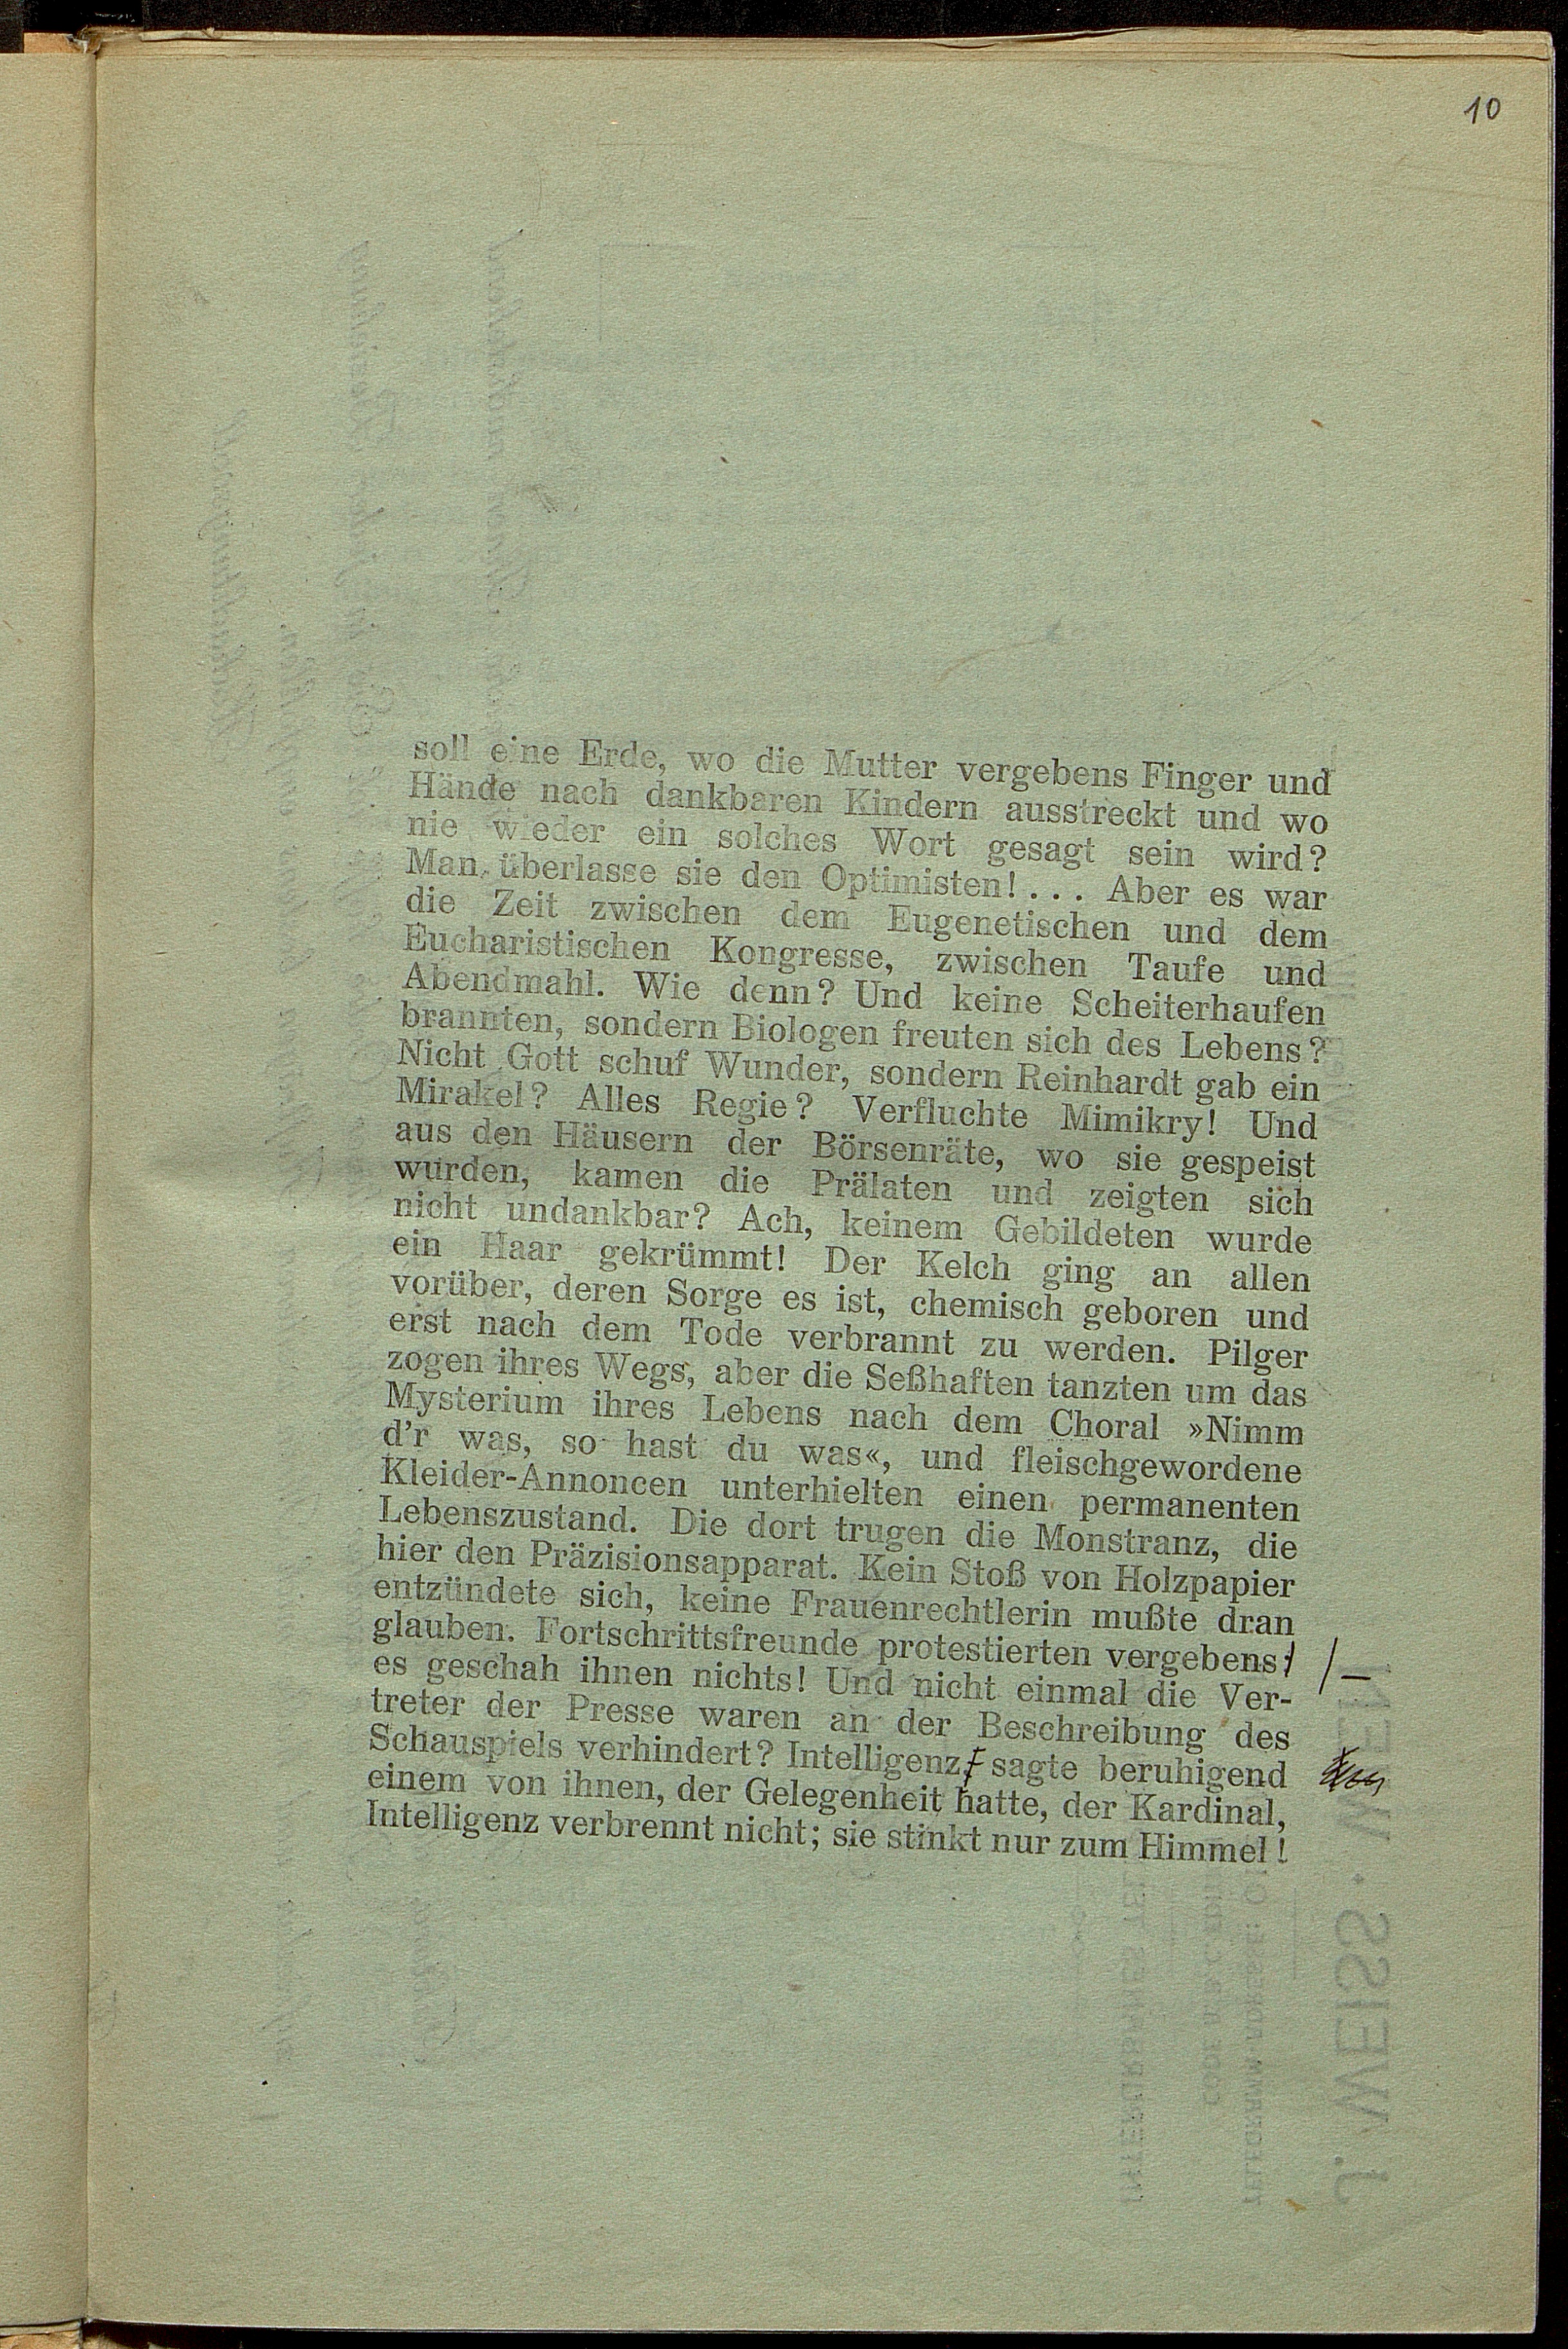 10
soll eine Erde, wo die Mutter vergebens Finger und
Hände nach dankbaren Kindern ausstreckt und wo
nie wieder ein solches Wort gesagt sein wird?
Man überlasse sie den Optimisten!... Aber es war
die Zeit zwischen dem Eugenetischen und dem
Eucharistischen Kongresse, zwischen Taufe und
Abendmahl. Wie denn? Und keine Scheiterhaufen
brannten, sondern Biologen freuten sich des Lebens?
Nicht Gott schuf Wunder, sondern Reinhardt gab ein
Mirakel? Alles Regie? Verfluchte Mimikry! Und
aus den Häusern der Börsenräte, wo sie gespeist
wurden, kamen die Prälaten und zeigten sich
nicht undankbar? Ach, keinem Gebildeten wurde
ein Haar gekrümmt! Der Kelch ging an allen
vorüber, deren Sorge es ist, chemisch geboren und
erst nach dem Tode verbrannt zu werden. Pilger
zogen ihres Wegs, aber die Seßhaften tanzten um das
Mysterium ihres Lebens nach dem Choral »Nimm
d'r was, so hast du was«, und fleischgewordene
Kleider-Annoncen unterhielten einen permanenten
Lebenszustand. Die dort trugen die Monstranz, die
hier den Präzisionsapparat. Kein Stoß von Holzpapier
entzündete sich, keine Frauenrechtlerin mußte dran
glauben. Fortschrittsfreunde protestierten vergebens: /–
es geschah ihnen nichts! Und nicht einmal die Ver-
treter der Presse waren an der Beschreibung des
Schauspiels verhindert? Intelligenz, sagte beruhigend
einem von ihnen, der Gelegenheit hatte, der Kardinal,
Intelligenz verbrennt nicht; sie stinkt nur zum Himmel!
J. WEISS · WIEN